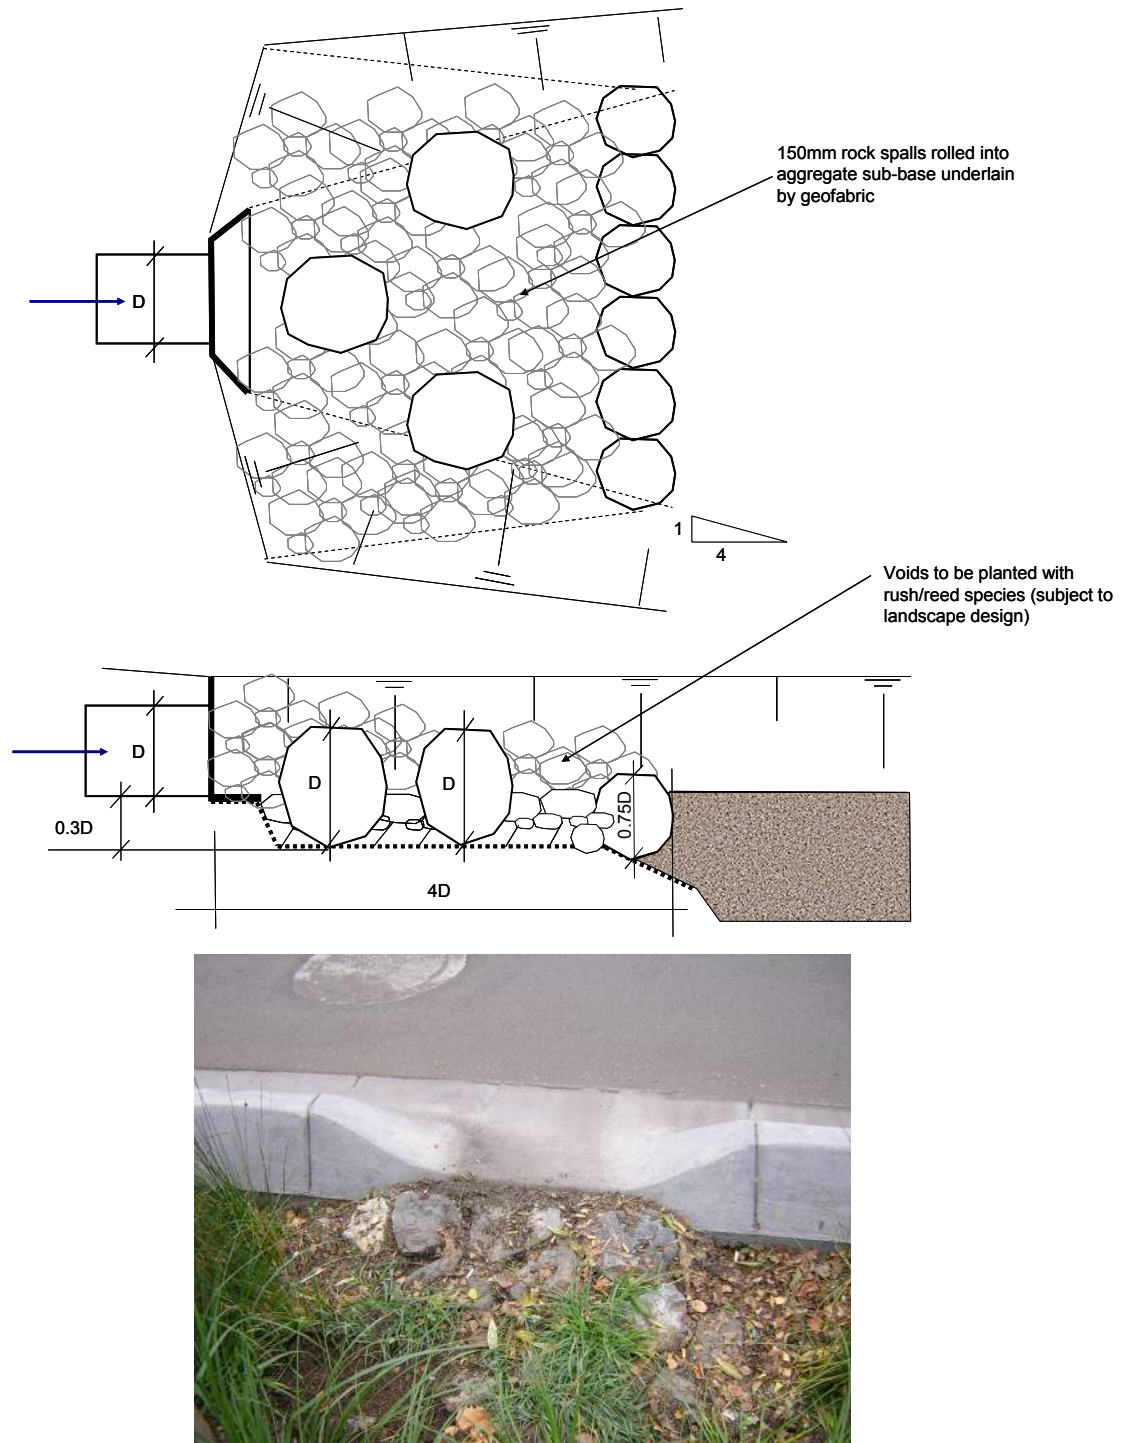 150mm rock spalls rolled into
aggregate sub-base underlain
by geofabric
D
1
4
Voids to be planted with
rush/reed species (subject to
landscape design)
D
D
D
0.75D
0.3D
4D